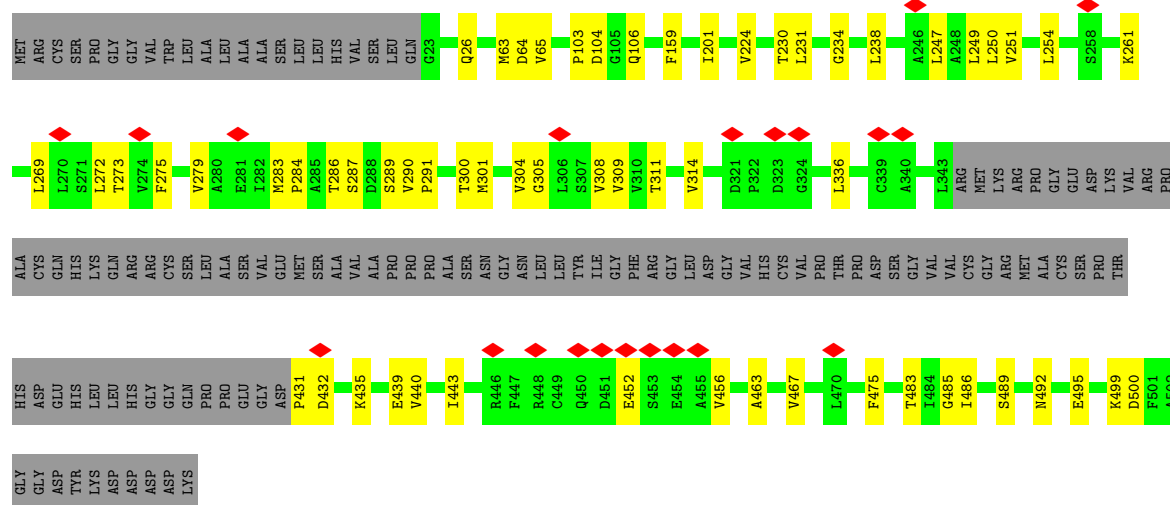 MET ARG CYS SER PRO GLY GLY VAL TRP LEU ALA LEU ALA ALA SER LEU LEU HIS VAL SER LEU GLN G23 Q26 M63 D64 V65 P103 D104 G105 Q106 F159 I201 V224 T230 L231 G234 L238 A246 L247 A248 L249 L250 V251 L254 S258 K261
L269 L270 S271 L272 T273 V274 F275 V279 A280 E281 I282 M283 P284 A285 T286 S287 D288 S289 V290 P291 T300 M301 V304 G305 L306 S307 V308 V309 V310 T311 V314 D321 P322 D323 G324 L336 C339 A340 L343 ARG MET LYS ARG PRO GLY GLU ASP LYS VAL ARG PRO
ALA CYS GLN HIS LYS GLN ARG ARG CYS SER LEU ALA SER VAL GLU MET SER ALA VAL ALA PRO PRO PRO ALA SER ASN GLY ASN LEU LEU TYR ILE GLY PHE ARG GLY LEU ASP GLY VAL HIS CYS VAL PRO THR PRO ASP SER GLY VAL VAL CYS GLY ARG MET ALA CYS SER PRO THR
HIS ASP GLU HIS LEU LEU HIS GLY GLY GLN PRO PRO GLU GLY ASP P431 D432 K435 E439 V440 I443 R446 F447 R448 C449 Q450 D451 E452 S453 E454 A455 V456 A463 V467 L470 F475 T483 I484 G485 I486 S489 N492 E495 K499 D500 F501
GLY GLY ASP TYR LYS ASP ASP ASP ASP LYS